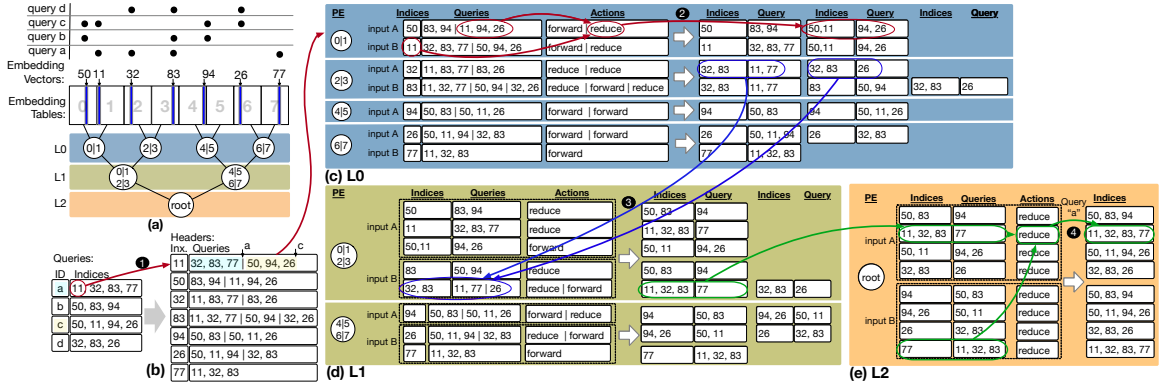 query d
query c
query b
query a
Embedding
Vectors:
50 11 32 83 94 26 77
Embedding
Tables:
0 1 2 3 4 5 6 7
L0
0|1 2|3 4|5 6|7
L1
0|1
2|3
4|5
6|7
L2
root
(a)
Queries:
ID Indices
a 11, 32, 83, 77
b 50, 83, 94
c 50, 11, 94, 26
d 32, 83, 26
1
Headers:
Inx. Queries a c
11 32, 83, 77 50, 94, 26
50 83, 94 | 11, 94, 26
32 11, 83, 77 | 83, 26
83 11, 32, 77 | 50, 94 | 32, 26
94 50, 83 | 50, 11, 26
26 50, 11, 94 | 32, 83
77 11, 32, 83
(b)
PE Indices Queries Actions 2 Indices Query Indices Query Indices Query
0|1
input A 50 83, 94 | 11, 94, 26 forward | reduce 50 83, 94 50,11 94, 26
input B 11 32, 83, 77 | 50, 94, 26 forward | reduce 11 32, 83, 77 50,11 94, 26
2|3
input A 32 11, 83, 77 | 83, 26 reduce | reduce 32, 83 11, 77 32, 83 26
input B 83 11, 32, 77 | 50, 94 | 32, 26 reduce | forward | reduce 32, 83 11, 77 83 50, 94 32, 83 26
4|5
input A 94 50, 83 | 50, 11, 26 forward | forward 94 50, 83 94 50, 11, 26
6|7
input A 26 50, 11, 94 | 32, 83 forward | forward 26 50, 11, 94 26 32, 83
input B 77 11, 32, 83 forward 77 11, 32, 83
(c) L0
PE Indices Queries Actions 3 Indices Query Indices Query
0|1
2|3
input A
50 83, 94 reduce 50, 83 94
11 32, 83, 77 reduce 11, 32, 83 77
50,11 94, 26 forward 50, 11 94, 26
input B
83 50, 94 reduce 50, 83 94
32, 83 11, 77 | 26 reduce | forward 11, 32, 83 77 32, 83 26
4|5
6|7
input A 94 50, 83 | 50, 11, 26 forward | reduce 94 50, 83 94, 26 50, 11
input B 26 50, 11, 94 | 32, 83 reduce | forward 94, 26 50, 11 26 32, 83
77 11, 32, 83 forward 77 11, 32, 83
(d) L1
PE Indices Queries Actions Query "a" 4 Indices
root
input A
50, 83 94 reduce 50, 83, 94
11, 32, 83 77 reduce 11, 32, 83, 77
50, 11 94, 26 reduce 50, 11, 94, 26
32, 83 26 reduce 32, 83, 26
input B
94 50, 83 reduce 50, 83, 94
94, 26 50, 11 reduce 50, 11, 94, 26
26 32, 83 reduce 32, 83, 26
77 11, 32, 83 reduce 11, 32, 83, 77
(e) L2